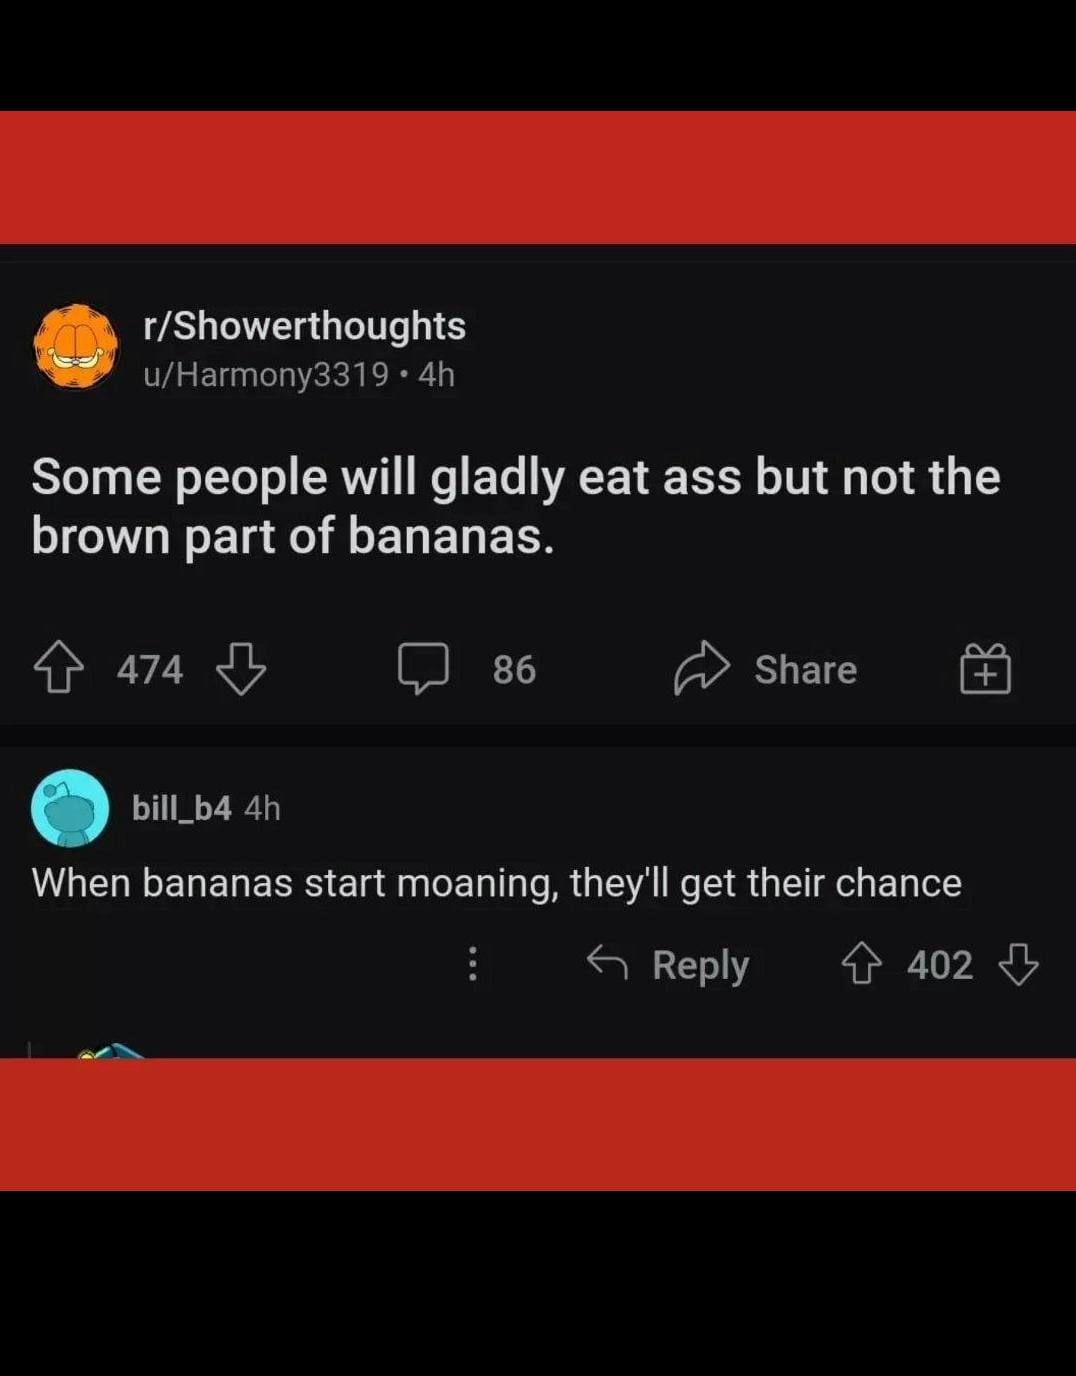 r/Showerthoughts
u/Harmony3319 • 4h
Some people will gladly eat ass but not the
brown part of bananas.
474
86
Share
bill_b4 4h
When bananas start moaning, they'll get their chance
Reply
402